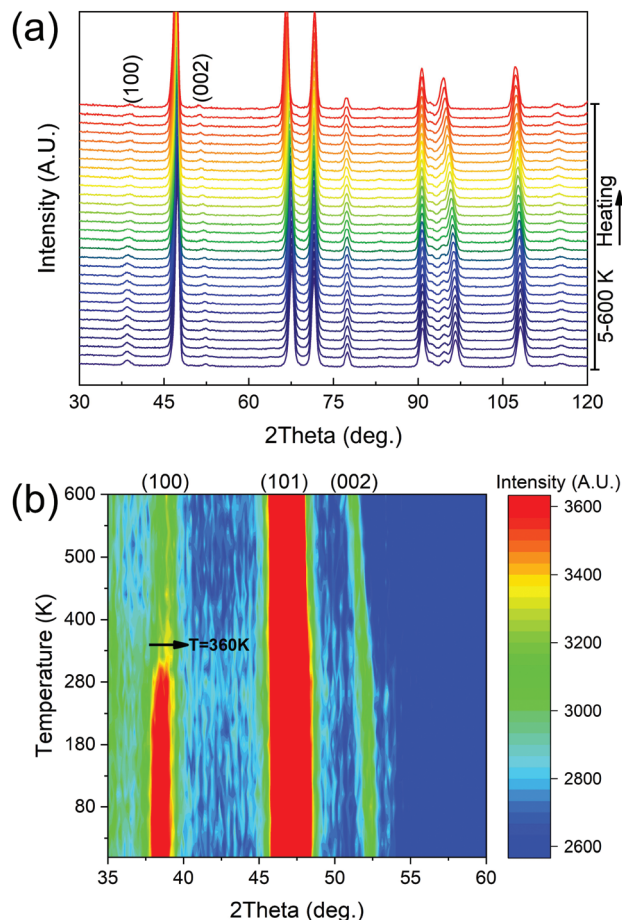 (a)
(100)
(002)
Intensity (A.U.)
5-600 K
Heating
30 45 60 75 90 105 120
2Theta (deg.)
(b)
(100) (101) (002)
Intensity (A.U.)
Temperature (K)
600
500
400
280
180
80
T=360K
35 40 45 50 55 60
2Theta (deg.)
3600
3400
3200
3000
2800
2600